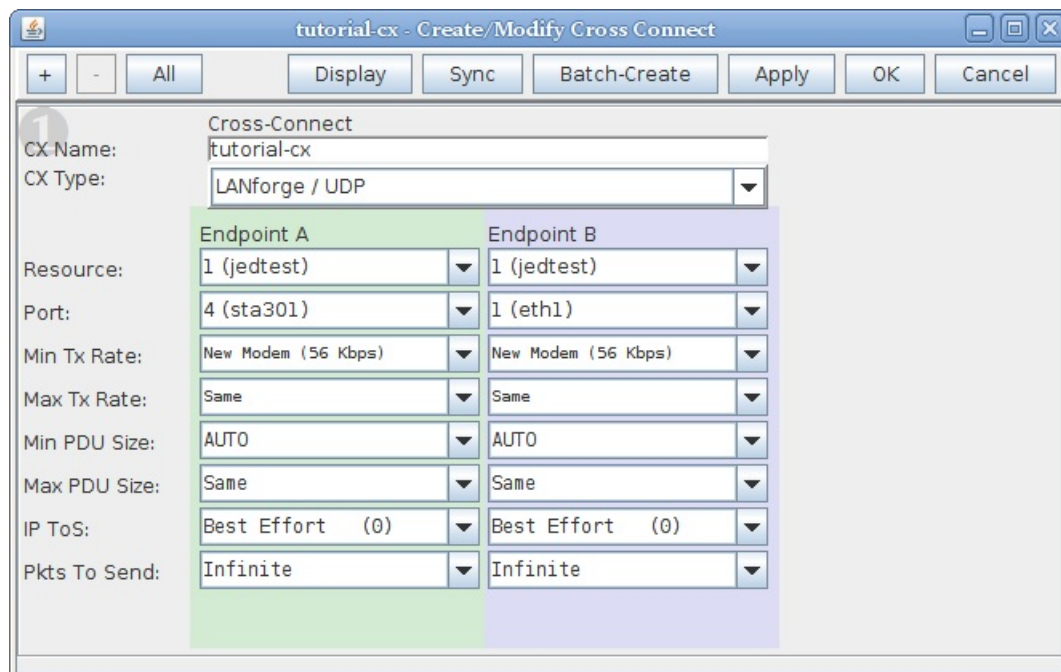 tutorial-cx - Create/Modify Cross Connect
+ - All Display Sync Batch-Create Apply OK Cancel
1
Cross-Connect
CX Name: tutorial-cx
CX Type: LANforge / UDP
Endpoint A Endpoint B
Resource: 1 (jedtest) 1 (jedtest)
Port: 4 (sta301) 1 (eth1)
Min Tx Rate: New Modem (56 Kbps) New Modem (56 Kbps)
Max Tx Rate: Same Same
Min PDU Size: AUTO AUTO
Max PDU Size: Same Same
IP ToS: Best Effort (0) Best Effort (0)
Pkts To Send: Infinite Infinite